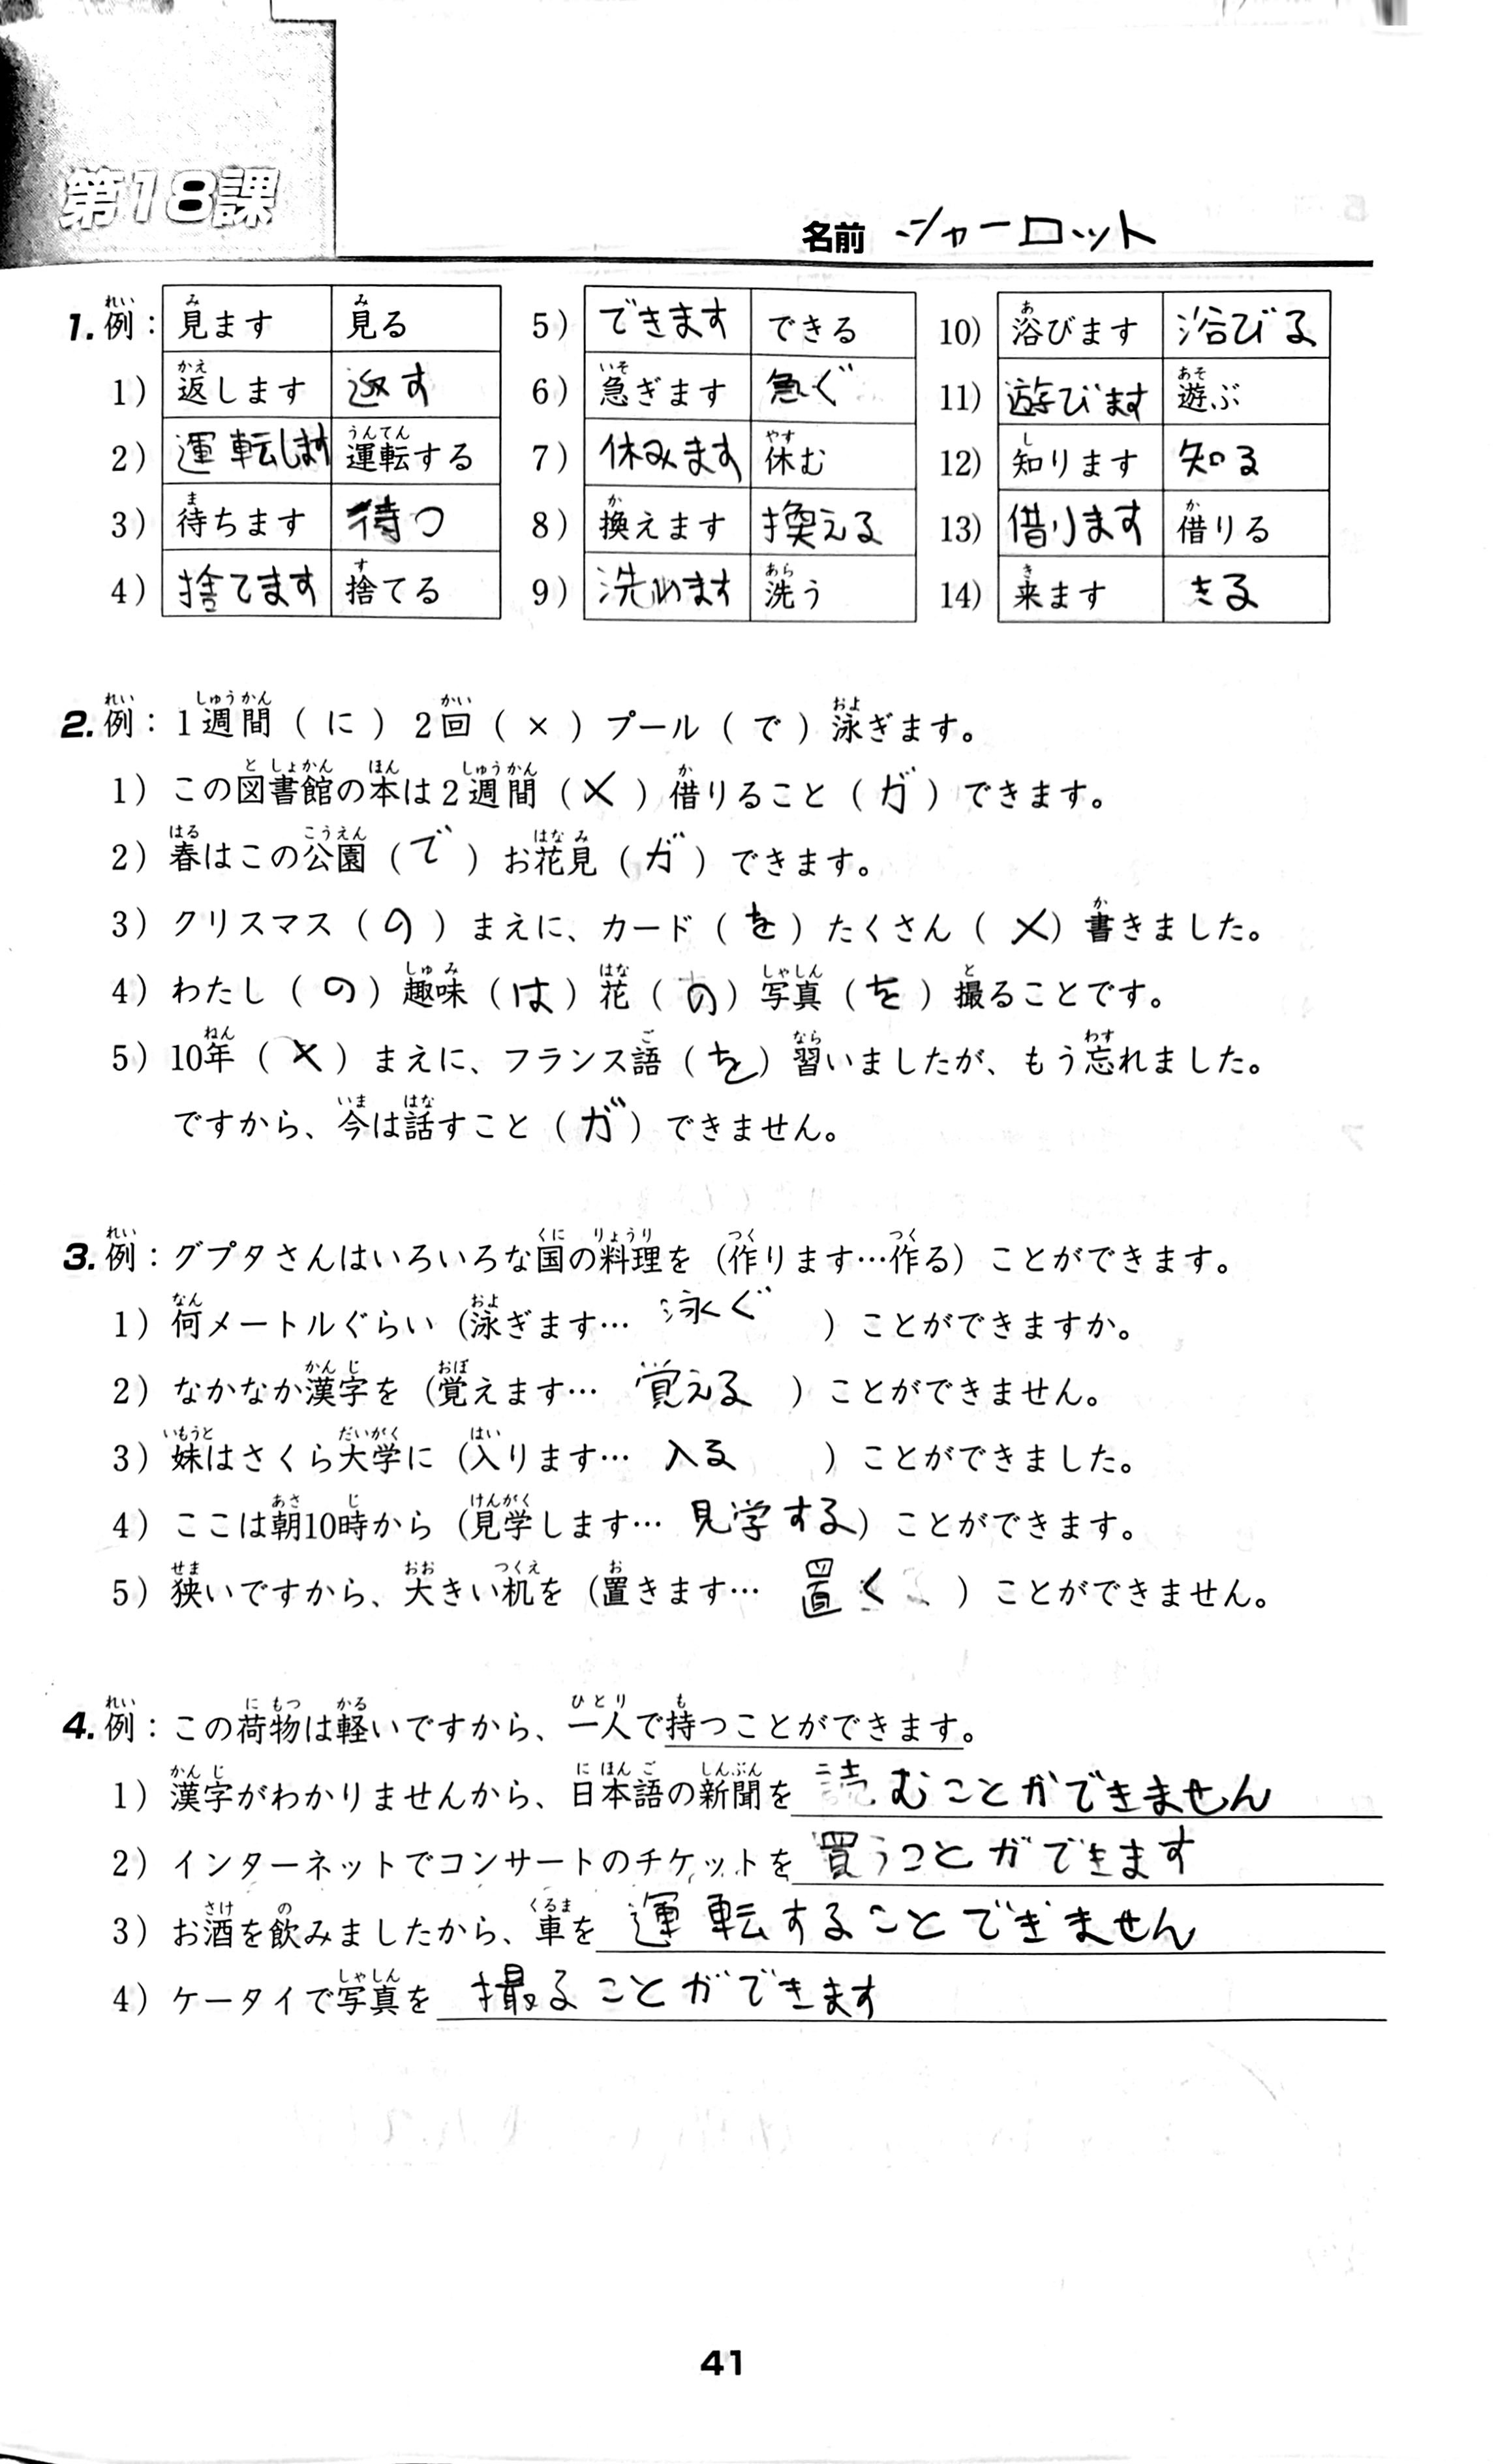 第18課
名前 シャーロット
1. 例： 見ます 見る 5） できます できる 10) 浴びます 浴びる
1） 返します 返す 6） 急ぎます 急ぐ 11) 遊びます 遊ぶ
2） 運転します 運転する 7） 休みます 休む 12) 知ります 知る
3） 待ちます 待つ 8） 換えます 換える 13) 借ります 借りる
4） 捨てます 捨てる 9） 洗います 洗う 14) 来ます きる
2. 例：1週間（に）2回（×）プール（で）泳ぎます。
1）この図書館の本は2週間（×）借りること（が）できます。
2）春はこの公園（で）お花見（が）できます。
3）クリスマス（の）まえに、カード（を）たくさん（×）書きました。
4）わたし（の）趣味（は）花（の）写真（を）撮ることです。
5）10年（×）まえに、フランス語（を）習いましたが、もう忘れました。
ですから、今は話すこと（が）できません。
3. 例：グプタさんはいろいろな国の料理を（作ります…作る）ことができます。
1）何メートルぐらい（泳ぎます… 泳ぐ ）ことができますか。
2）なかなか漢字を（覚えます… 覚える ）ことができません。
3）妹はさくら大学に（入ります… 入る ）ことができました。
4）ここは朝10時から（見学します… 見学する）ことができます。
5）狭いですから、大きい机を（置きます… 置く ）ことができません。
4. 例：この荷物は軽いですから、一人で持つことができます。
1）漢字がわかりませんから、日本語の新聞を 読むことができません
2）インターネットでコンサートのチケットを 買うことができます
3）お酒を飲みましたから、車を 運転することできません
4）ケータイで写真を 撮ることができます
41